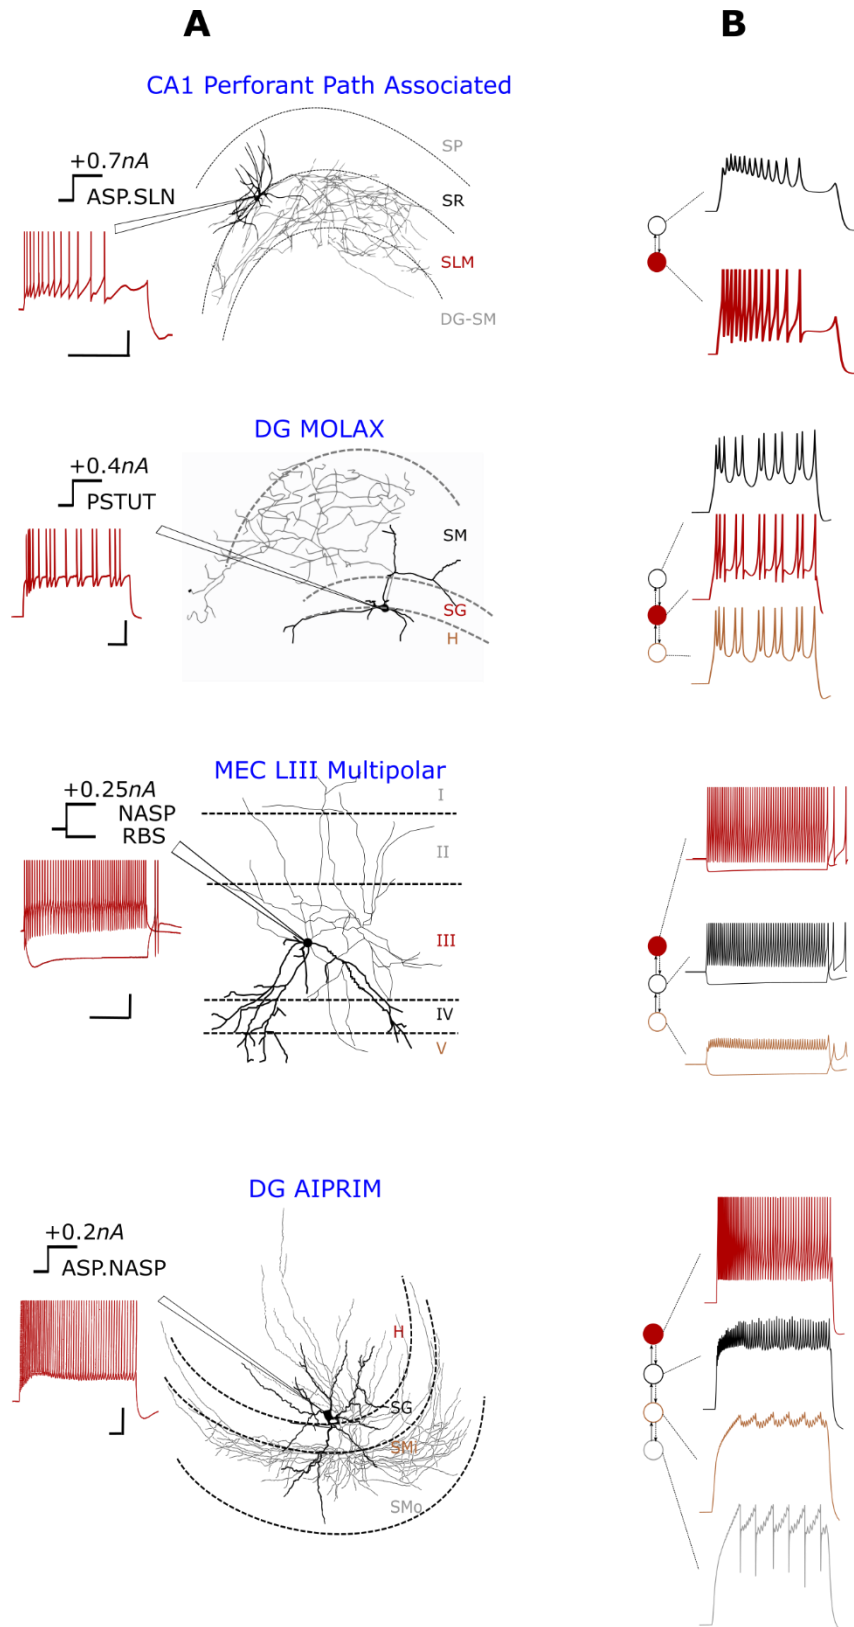 A
B
CA1 Perforant Path Associated
+0.7nA
ASP.SLN
SP
SR
SLM
DG-SM
DG MOLAX
+0.4nA
PSTUT
SM
SG
H
MEC LIII Multipolar
+0.25nA
NASP
RBS
I
II
III
IV
V
DG AIPRIM
+0.2nA
ASP.NASP
H
SG
SMi
SMo